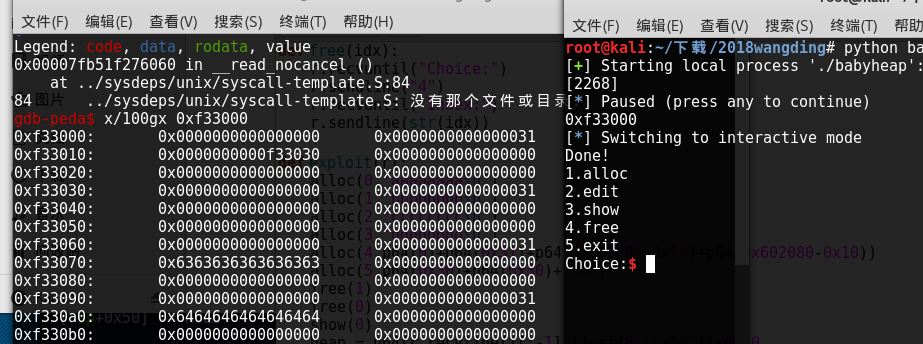 文件(F) 编辑(E) 查看(V) 搜索(S) 终端(T) 帮助(H)
Legend: code, data, rodata, value
0x00007fb51f276060 in __read_nocancel ()
at ../sysdeps/unix/syscall-template.S:84
84 ../sysdeps/unix/syscall-template.S: 没有那个文件或目录
gdb-peda$ x/100gx 0xf33000
0xf33000: 0x0000000000000000 0x0000000000000031
0xf33010: 0x0000000000f33030 0x0000000000000000
0xf33020: 0x0000000000000000 0x0000000000000000
0xf33030: 0x0000000000000000 0x0000000000000031
0xf33040: 0x0000000000000000 0x0000000000000000
0xf33050: 0x0000000000000000 0x0000000000000000
0xf33060: 0x0000000000000000 0x0000000000000031
0xf33070: 0x6363636363636363 0x0000000000000000
0xf33080: 0x0000000000000000 0x0000000000000000
0xf33090: 0x0000000000000000 0x0000000000000031
0xf330a0: 0x6464646464646464 0x0000000000000000
0xf330b0: 0x0000000000000000 0x0000000000000000
文件(F) 编辑(E) 查看(V) 搜索(S) 终端(T) 帮助(H)
root@kali:~/下载/2018wangding# python ba
[+] Starting local process './babyheap':
[2268]
[*] Paused (press any to continue)
0xf33000
[*] Switching to interactive mode
Done!
1.alloc
2.edit
3.show
4.free
5.exit
Choice:$